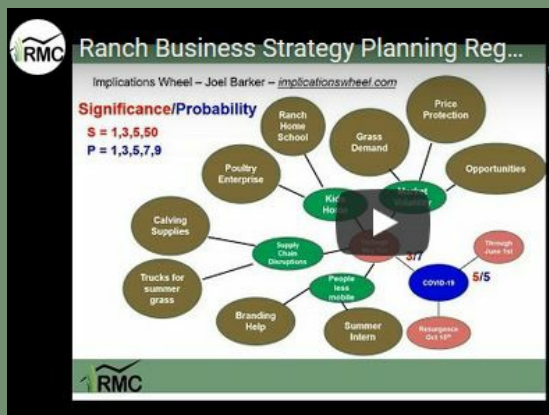 RMC
Ranch Business Strategy Planning Reg...
Implications Wheel – Joel Barker – implicationswheel.com
Significance/Probability
S = 1,3,5,50
P = 1,3,5,7,9
Ranch
Home
School
Grass
Demand
Price
Protection
Opportunities
Poultry
Enterprise
Kids
Calving
Supplies
Supply
Chain
Disruptions
3/7
Through
June 1st
COVID-19
5/5
Trucks for
summer
grass
People
less
mobile
Branding
Help
Summer
Intern
Resurgence
Oct 15th
RMC